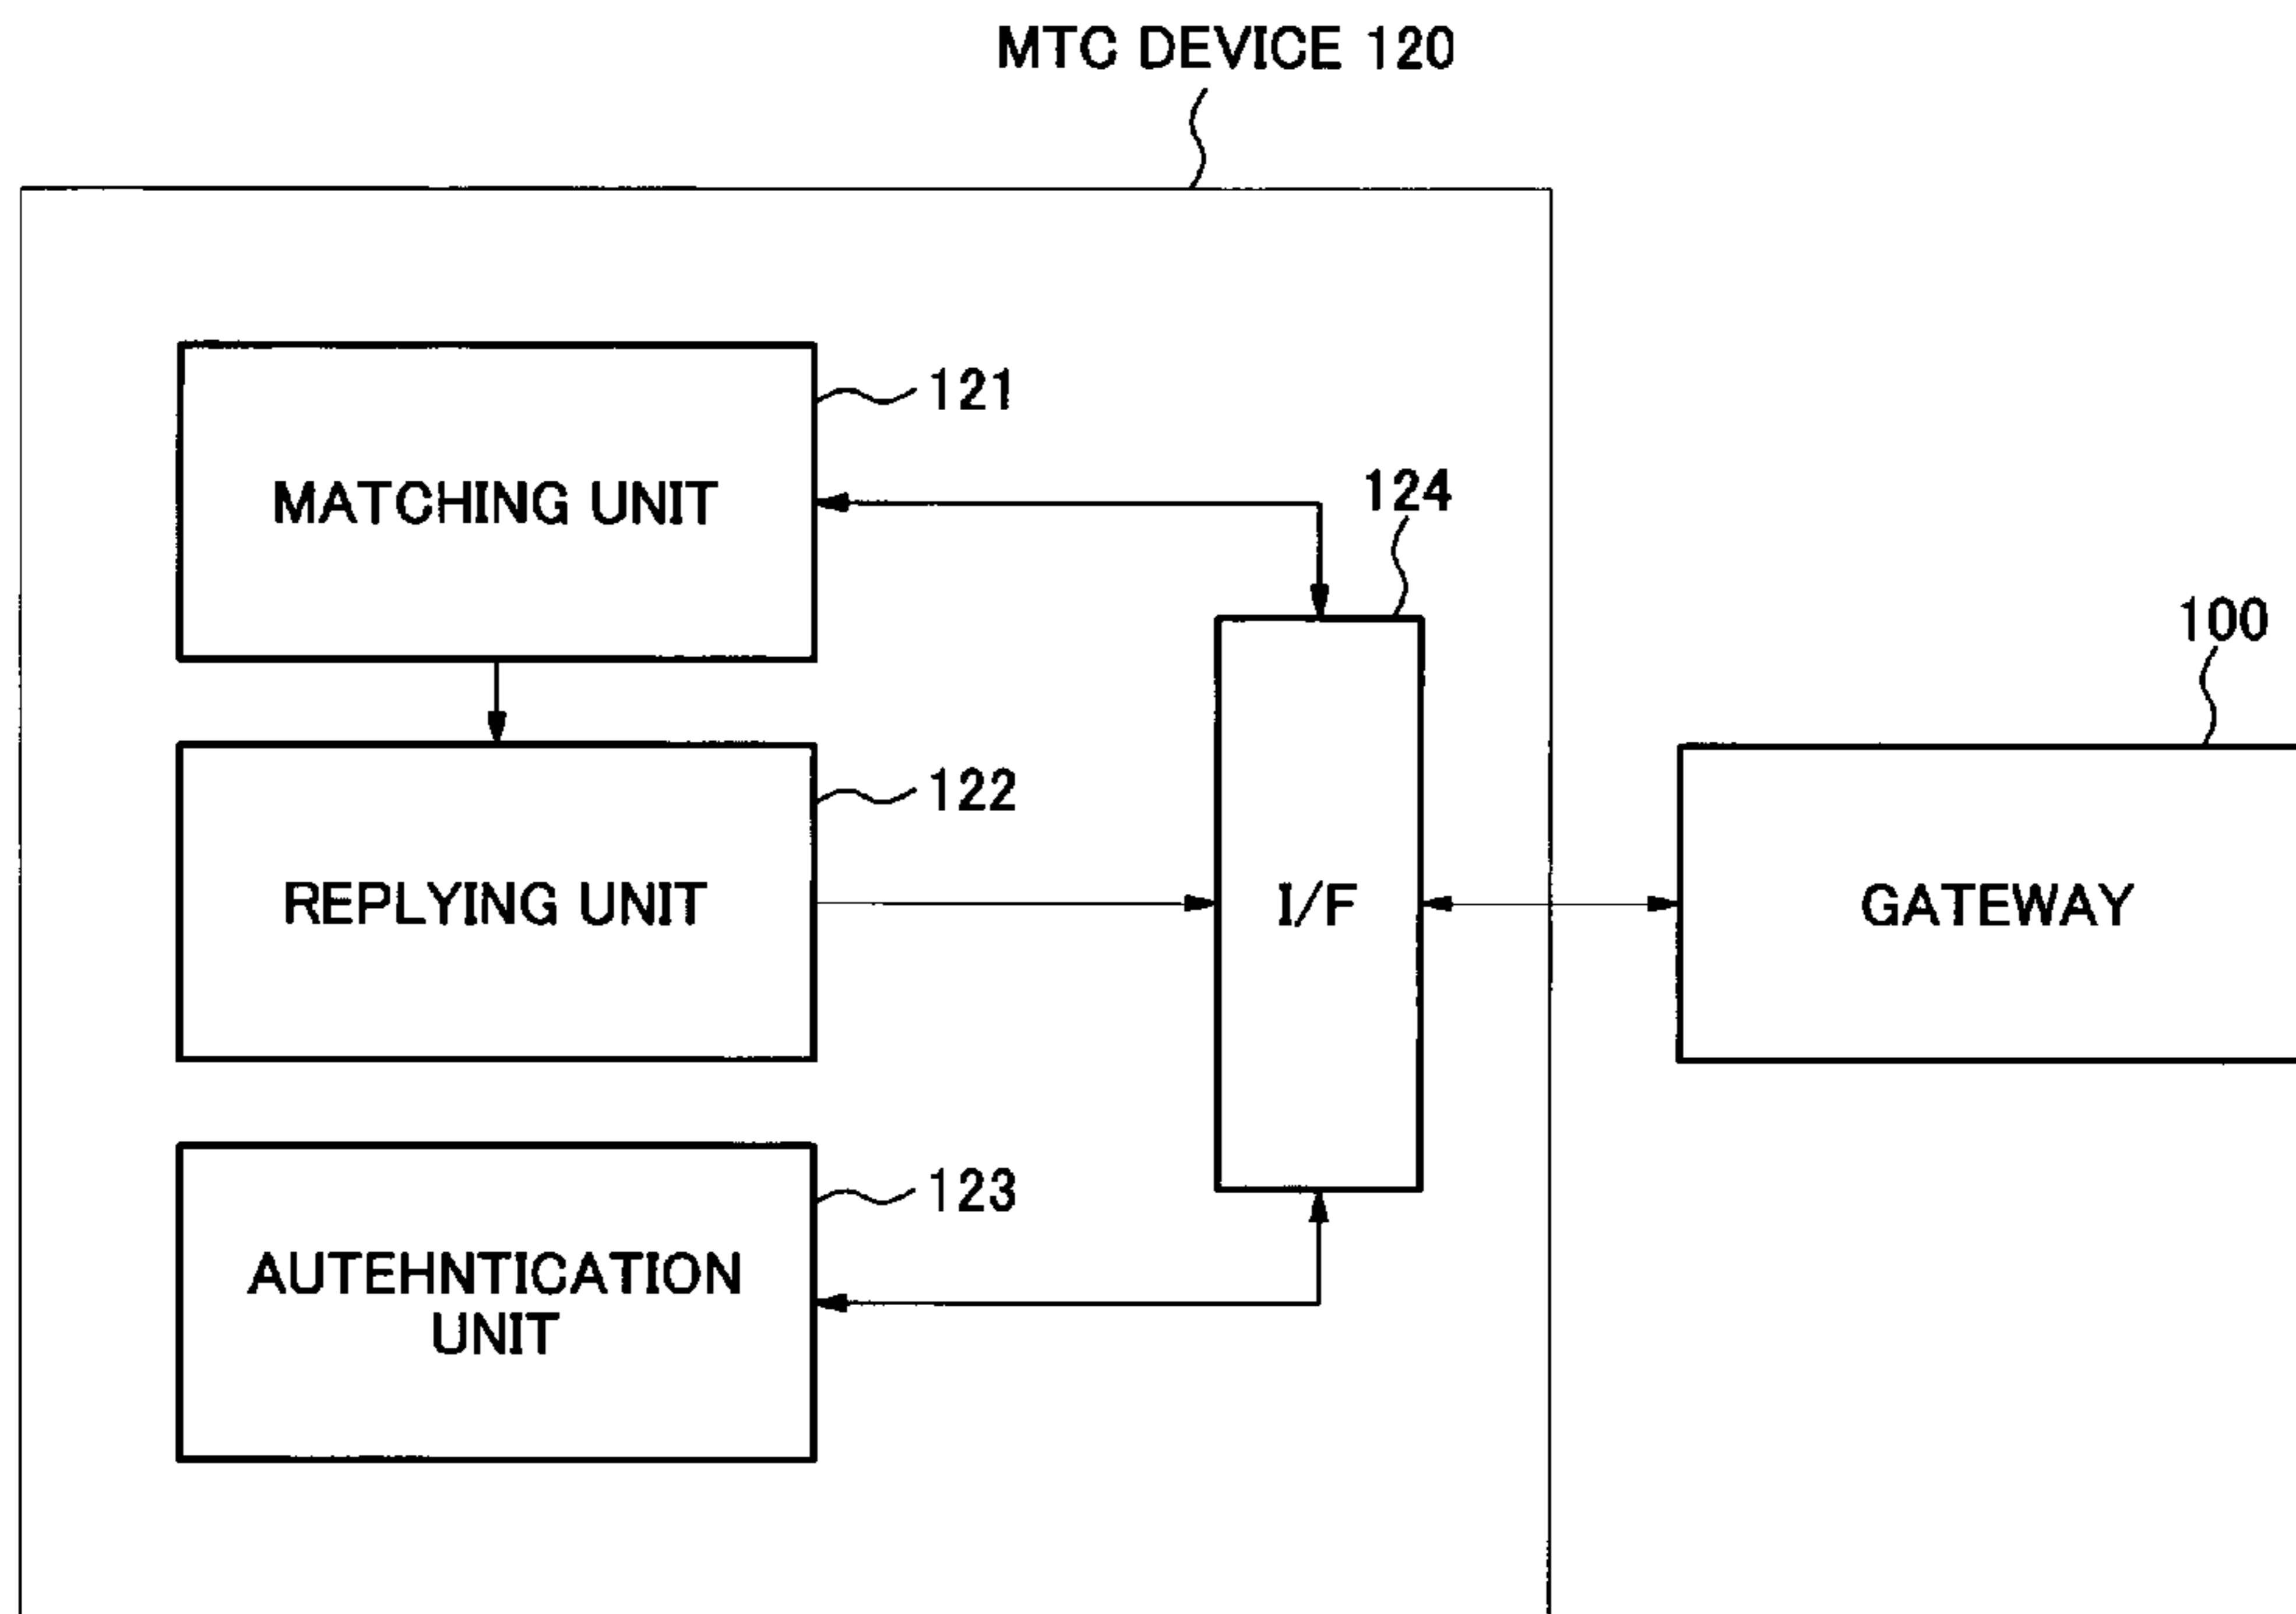 MTC DEVICE 120
121
MATCHING UNIT
124
100
122
REPLYING UNIT
I/F
GATEWAY
123
AUTEHNTICATION
UNIT